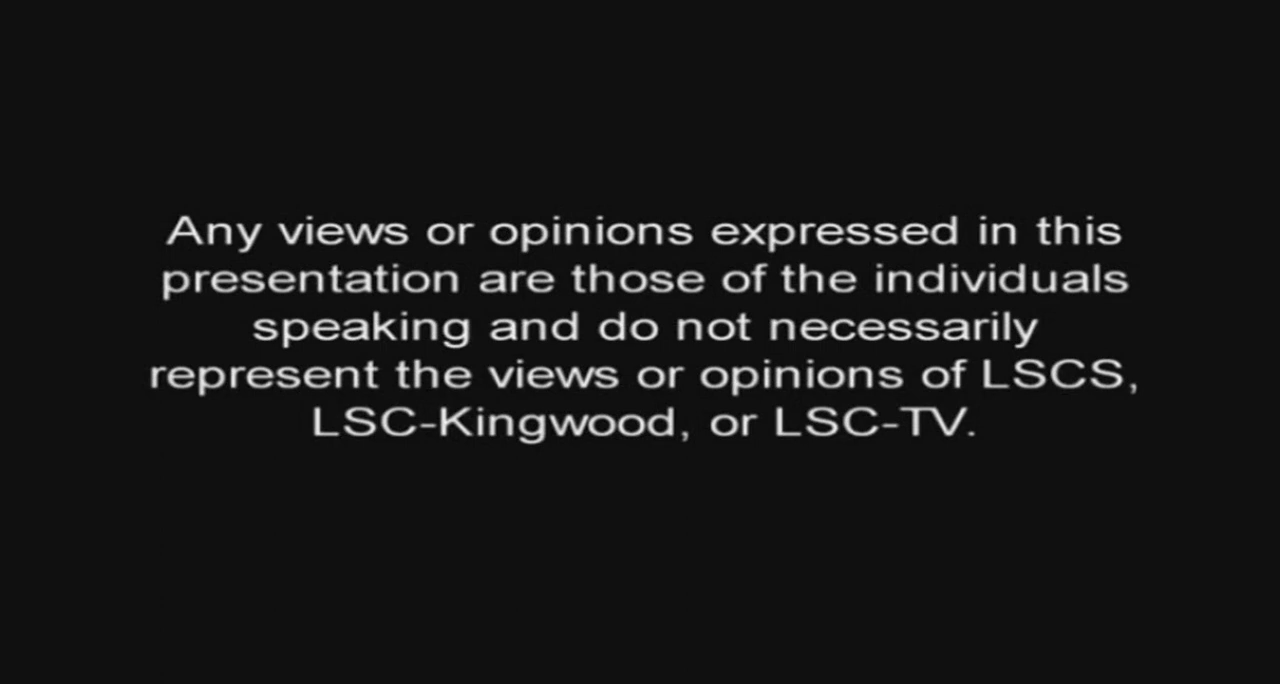 Any views or opinions expressed in this
presentation are those of the individuals
speaking and do not necessarily
represent the views or opinions of LSCS,
LSC-Kingwood, or LSC-TV.